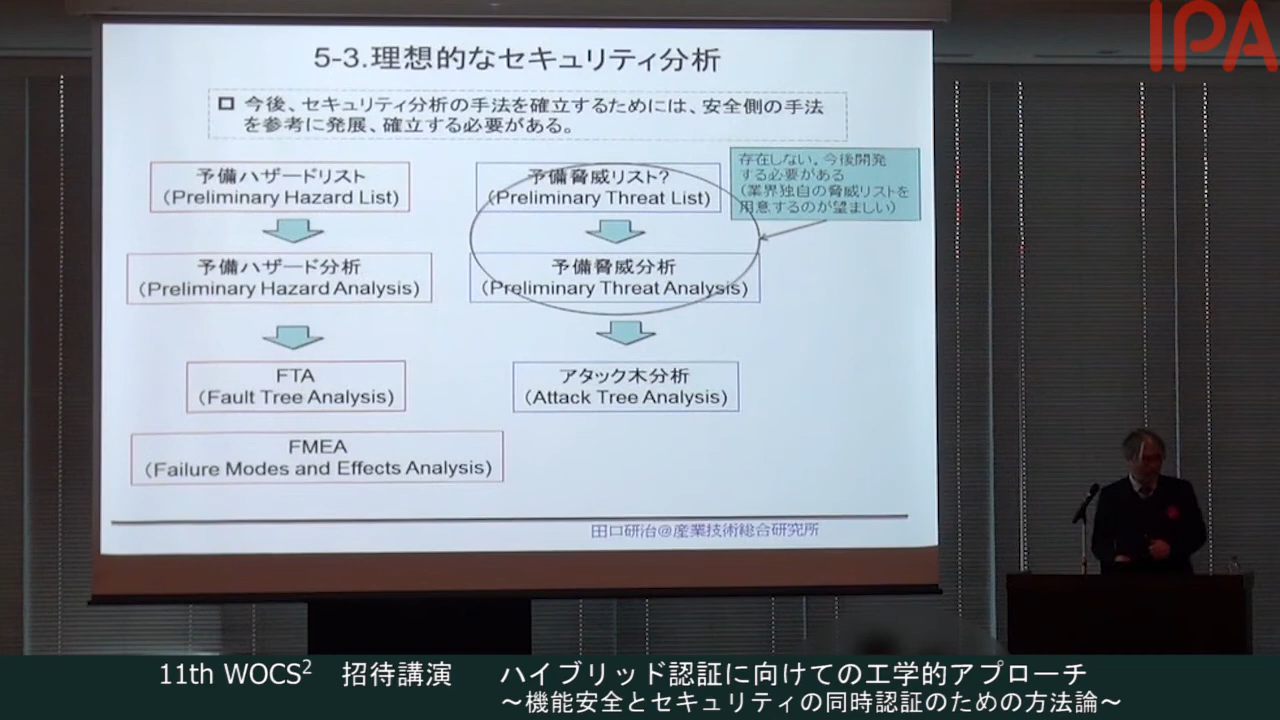 IPA
5-3.理想的なセキュリティ分析
今後、セキュリティ分析の手法を確立するためには、安全側の手法
を参考に発展、確立する必要がある。
予備ハザードリスト
(Preliminary Hazard List)
予備ハザード分析
(Preliminary Hazard Analysis)
FTA
(Fault Tree Analysis)
FMEA
(Failure Modes and Effects Analysis)
予備脅威リスト?
(Preliminary Threat List)
予備脅威分析
(Preliminary Threat Analysis)
アタック木分析
(Attack Tree Analysis)
存在しない。今後開発
する必要がある
(業界独自の脅威リストを
用意するのが望ましい)
田口研治@産業技術総合研究所
11th WOCS² 招待講演 ハイブリッド認証に向けての工学的アプローチ
～機能安全とセキュリティの同時認証のための方法論～